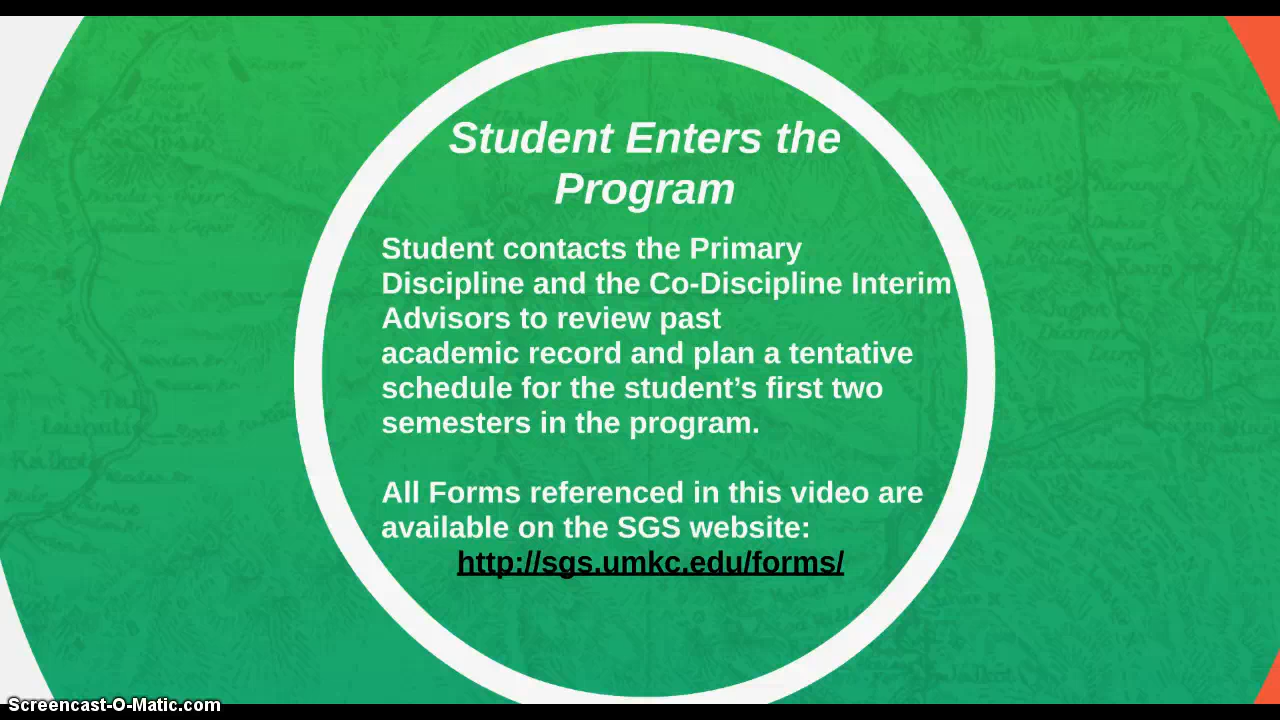 Student Enters the
Program
Student contacts the Primary
Discipline and the Co-Discipline Interim
Advisors to review past
academic record and plan a tentative
schedule for the student’s first two
semesters in the program.
All Forms referenced in this video are
available on the SGS website:
http://sgs.umkc.edu/forms/
Screencast-O-Matic.com